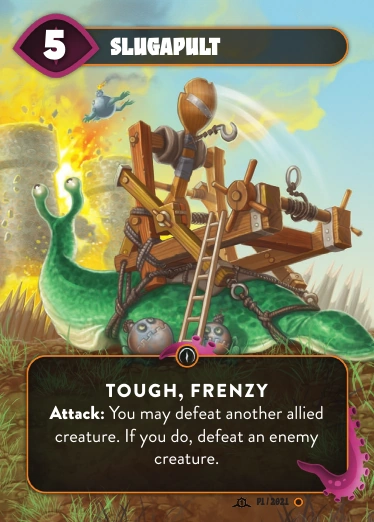 5
SLUGAPULT
TOUGH, FRENZY
Attack: You may defeat another allied
creature. If you do, defeat an enemy
creature.
P1 / 2021